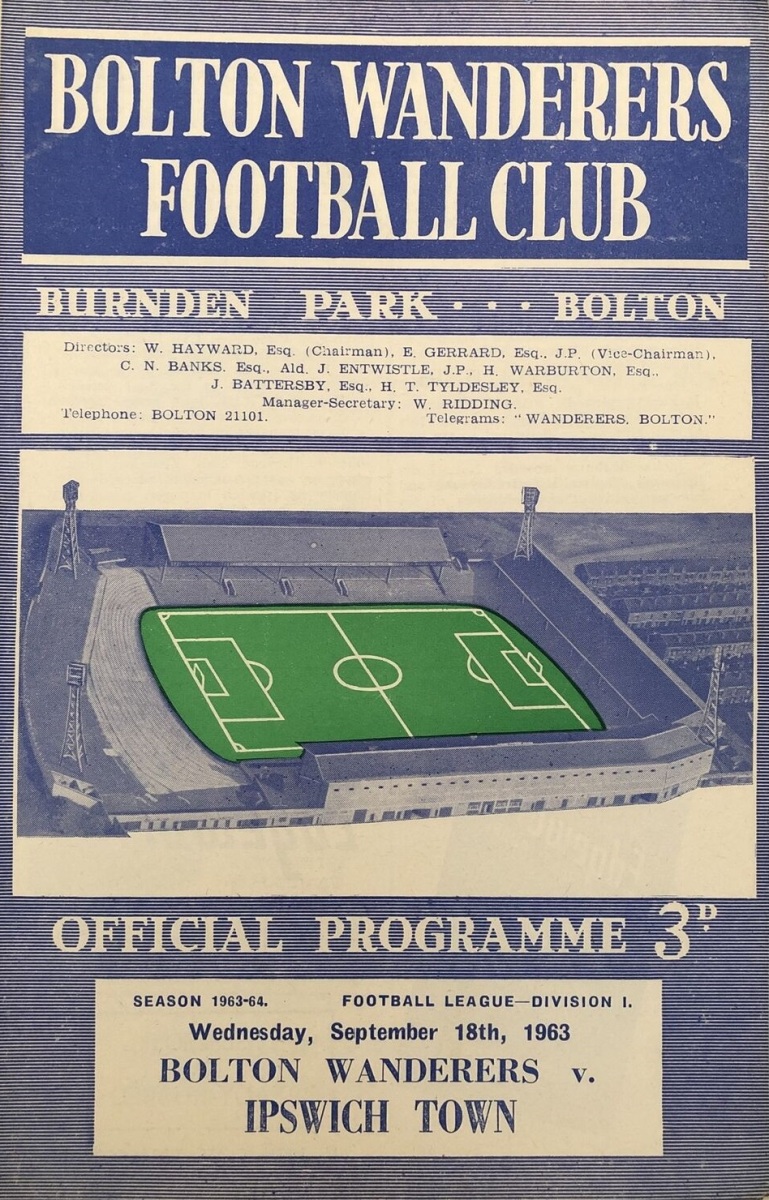 BOLTON WANDERERS
FOOTBALL CLUB
BURNDEN PARK . . . BOLTON
Directors: W. HAYWARD, Esq. (Chairman), E. GERRARD, Esq., J.P. (Vice-Chairman),
C. N. BANKS. Esq., Ald. J. ENTWISTLE, J.P., H. WARBURTON, Esq.,
J. BATTERSBY, Esq., H. T. TYLDESLEY, Esq.
Manager-Secretary: W. RIDDING.
Telephone: BOLTON 21101. Telegrams: "WANDERERS, BOLTON."
OFFICIAL PROGRAMME 3D.
SEASON 1963-64. FOOTBALL LEAGUE—DIVISION I.
Wednesday, September 18th, 1963
BOLTON WANDERERS v.
IPSWICH TOWN